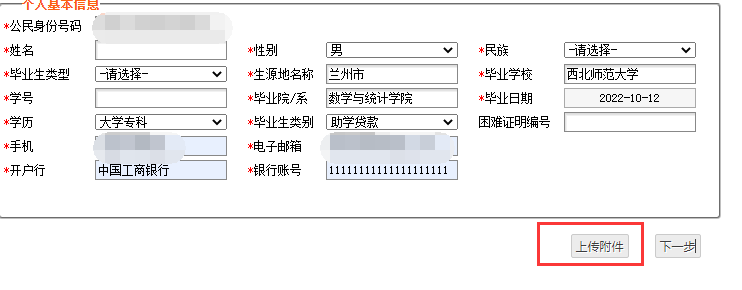 个人基本信息
*公民身份号码
*姓名 *性别 男 *民族 -请选择-
*毕业生类型 -请选择- *生源地名称 兰州市 *毕业学校 西北师范大学
*学号 *毕业院/系 数学与统计学院 *毕业日期 2022-10-12
*学历 大学专科 *毕业生类别 助学贷款 困难证明编号
*手机 *电子邮箱
*开户行 中国工商银行 *银行账号 1111111111111111111
上传附件 下一步